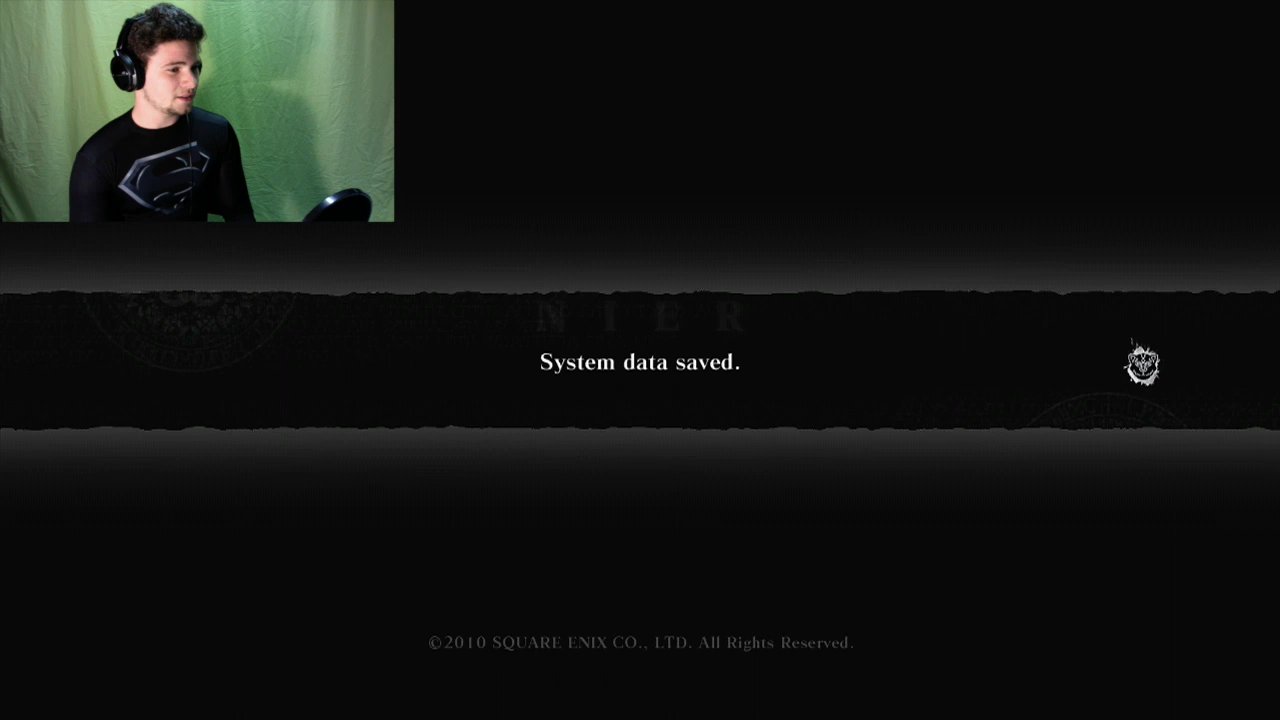 NIER
System data saved.
©2010 SQUARE ENIX CO., LTD. All Rights Reserved.